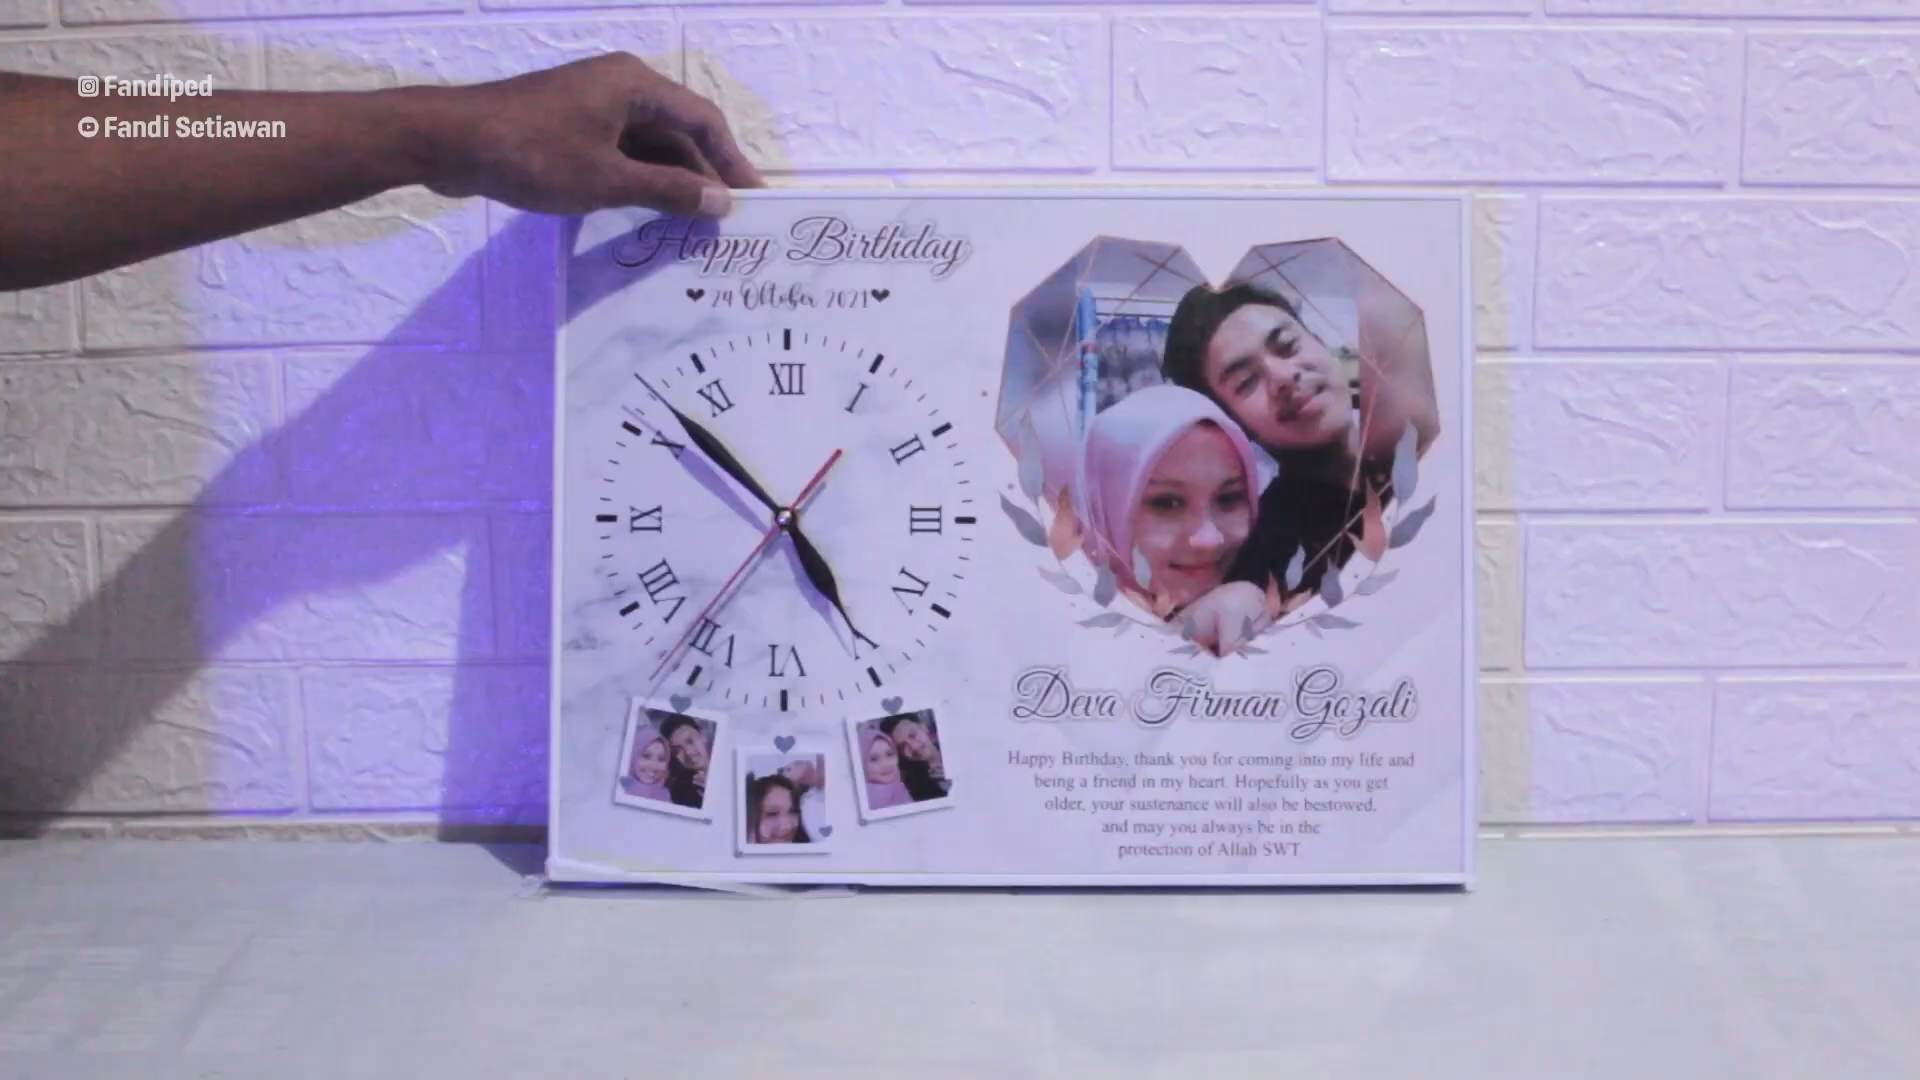 Fandiped
Fandi Setiawan
Happy Birthday
24 Oktober 2021
XII
I
II
III
IV
V
VI
VII
VIII
IX
X
XI
Deva Firman Gozali
Happy Birthday, thank you for coming into my life and
being a friend in my heart. Hopefully as you get
older, your sustenance will also be bestowed,
and may you always be in the
protection of Allah SWT